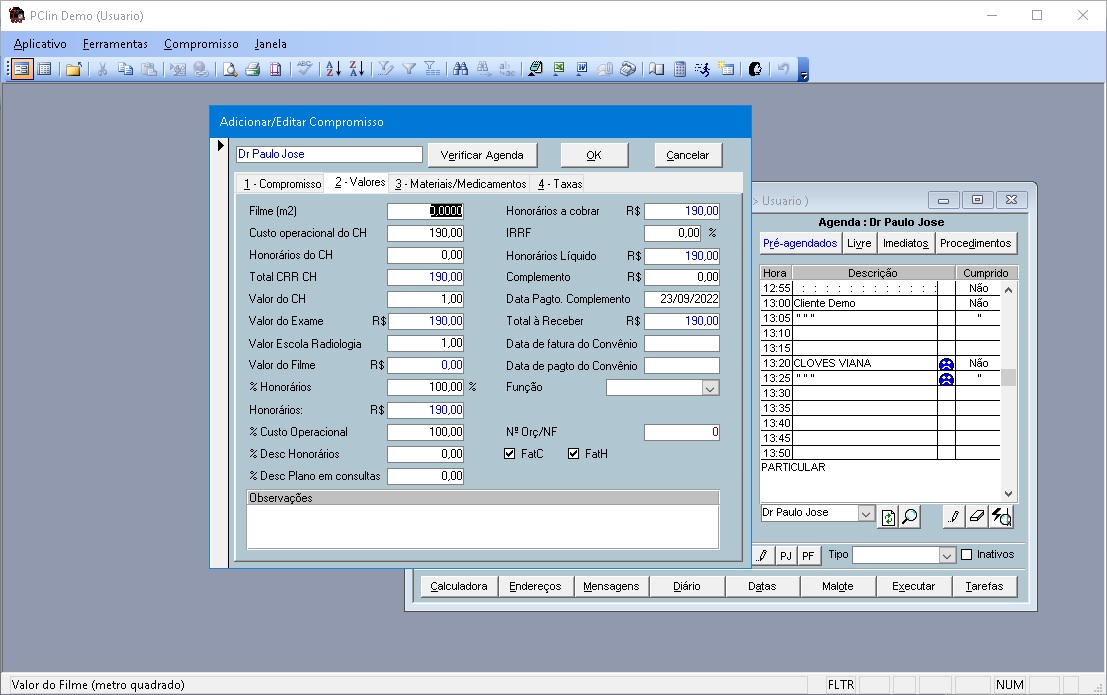 PClin Demo (Usuario)
Aplicativo Ferramentas Compromisso Janela
Adicionar/Editar Compromisso
Dr Paulo Jose Verificar Agenda OK Cancelar
1 - Compromisso 2 - Valores 3 - Materiais/Medicamentos 4 - Taxas
Filme (m2) 0,0000 Honorários a cobrar R$ 190,00
Custo operacional do CH 190,00 IRRF 0,00 %
Honorários do CH 0,00 Honorários Líquido R$ 190,00
Total CRR CH 190,00 Complemento R$ 0,00
Valor do CH 1,00 Data Pagto. Complemento 23/09/2022
Valor do Exame R$ 190,00 Total à Receber R$ 190,00
Valor Escola Radiologia 1,00 Data de fatura do Convênio
Valor do Filme R$ 0,00 Data de pagto do Convênio
% Honorários 100,00 % Função
Honorários: R$ 190,00
% Custo Operacional 100,00 Nº Orç/NF 0
% Desc Honorários 0,00 FatC FatH
% Desc Plano em consultas 0,00
Observações
> Usuario )
Agenda : Dr Paulo Jose
Pré-agendados Livre Imediatos Procedimentos
Hora Descrição Cumprido
12:55 : : : : : : : : : : : : Não
13:00 Cliente Demo Não
13:05 " " " "
13:10
13:15
13:20 CLOVES VIANA Não
13:25 " " " "
13:30
13:35
13:40
13:45
13:50
PARTICULAR
Dr Paulo Jose
PJ PF Tipo Inativos
Calculadora Endereços Mensagens Diário Datas Malote Executar Tarefas
Valor do Filme (metro quadrado) FLTR NUM